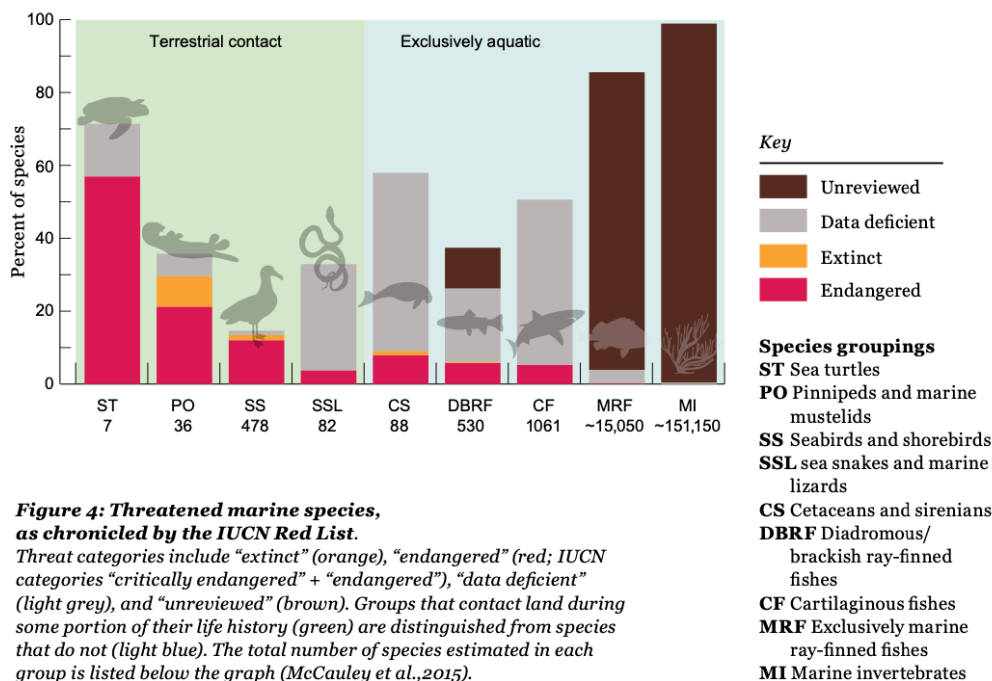 100
80
60
40
20
0
Percent of species
Terrestrial contact
Exclusively aquatic
ST PO SS SSL CS DBRF CF MRF MI
7 36 478 82 88 530 1061 ~15,050 ~151,150
Key
Unreviewed
Data deficient
Extinct
Endangered
Species groupings
ST Sea turtles
PO Pinnipeds and marine
mustelids
SS Seabirds and shorebirds
SSL sea snakes and marine
lizards
CS Cetaceans and sirenians
DBRF Diadromous/
brackish ray-finned
fishes
CF Cartilaginous fishes
MRF Exclusively marine
ray-finned fishes
MI Marine invertebrates
Figure 4: Threatened marine species,
as chronicled by the IUCN Red List.
Threat categories include “extinct” (orange), “endangered” (red; IUCN
categories “critically endangered” + “endangered”), “data deficient”
(light grey), and “unreviewed” (brown). Groups that contact land during
some portion of their life history (green) are distinguished from species
that do not (light blue). The total number of species estimated in each
group is listed below the graph (McCauley et al.,2015).